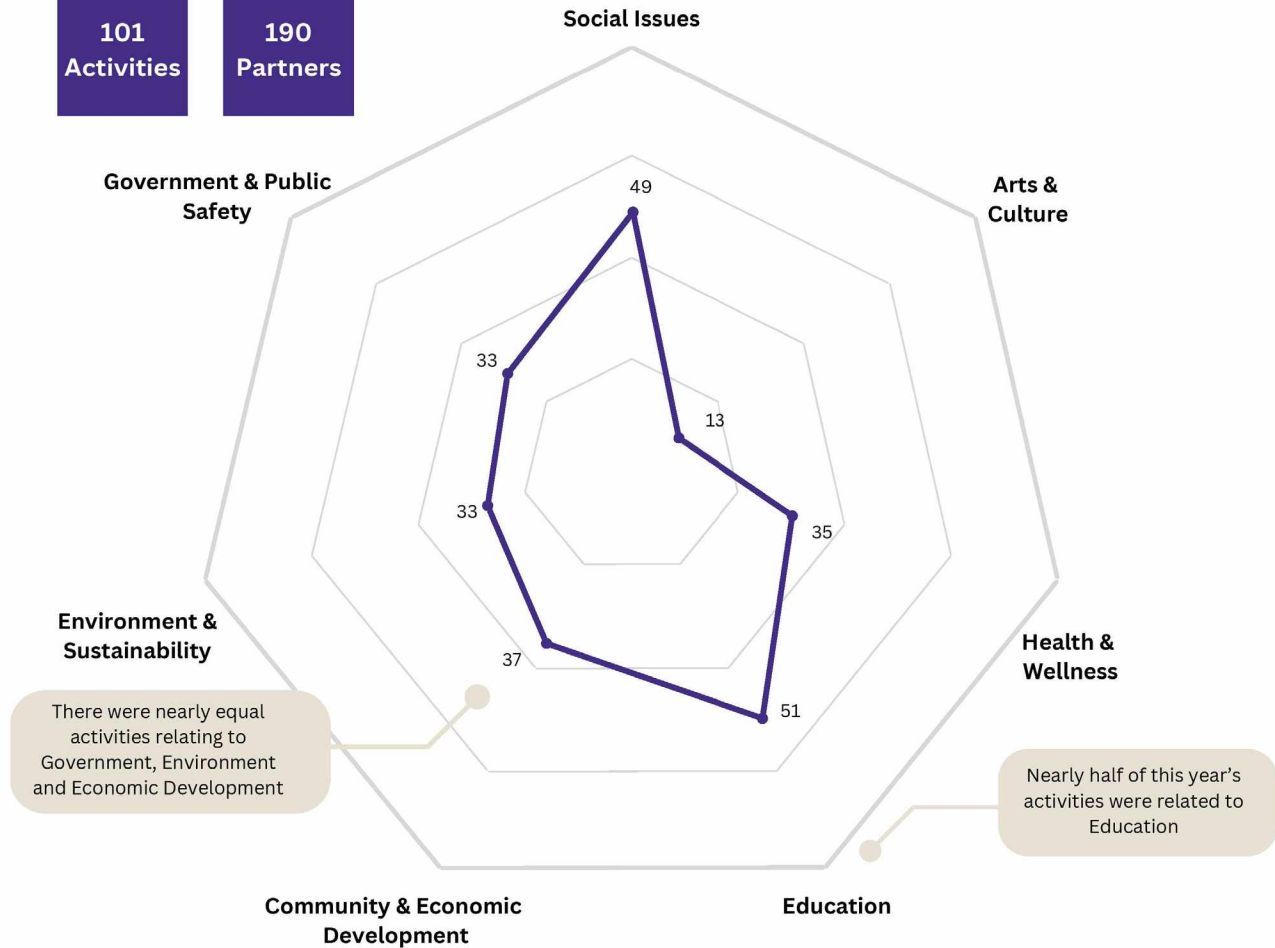 101
Activities
190
Partners
Social Issues
Government & Public
Safety
Arts &
Culture
49
33
13
33
35
37
51
Environment &
Sustainability
Health &
Wellness
There were nearly equal
activities relating to
Government, Environment
and Economic Development
Nearly half of this year’s
activities were related to
Education
Community & Economic
Development
Education